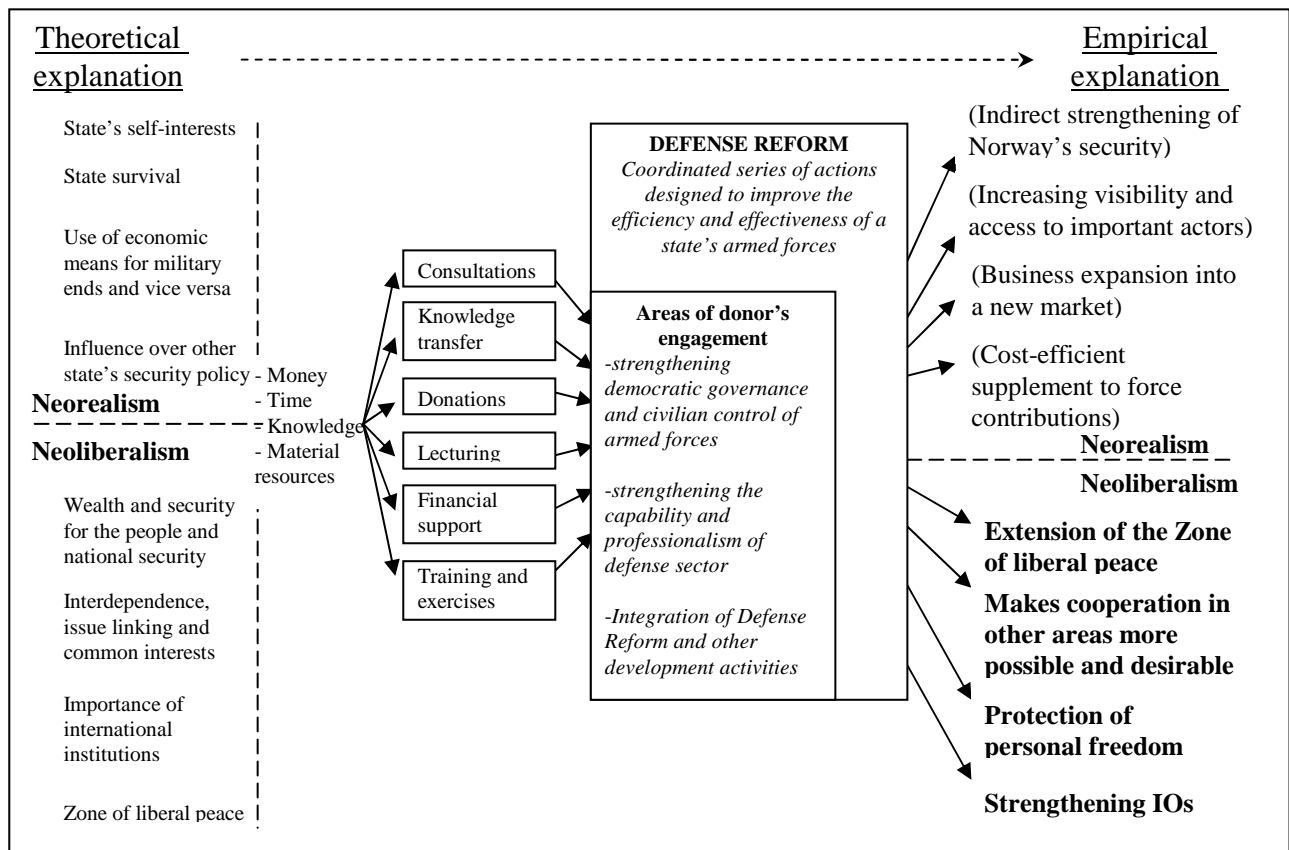 Theoretical
explanation
Empirical
explanation
State's self-interests
State survival
Use of economic
means for military
ends and vice versa
Influence over other
state's security policy
Neorealism
Neoliberalism
Wealth and security
for the people and
national security
Interdependence,
issue linking and
common interests
Importance of
international
institutions
Zone of liberal peace
- Money
- Time
- Knowledge
- Material
resources
Consultations
Knowledge
transfer
Donations
Lecturing
Financial
support
Training and
exercises
DEFENSE REFORM
Coordinated series of actions
designed to improve the
efficiency and effectiveness of a
state's armed forces
Areas of donor's
engagement
-strengthening
democratic governance
and civilian control of
armed forces
-strengthening the
capability and
professionalism of
defense sector
-Integration of Defense
Reform and other
development activities
(Indirect strengthening of
Norway's security)
(Increasing visibility and
access to important actors)
(Business expansion into
a new market)
(Cost-efficient
supplement to force
contributions)
Neorealism
Neoliberalism
Extension of the Zone
of liberal peace
Makes cooperation in
other areas more
possible and desirable
Protection of
personal freedom
Strengthening IOs